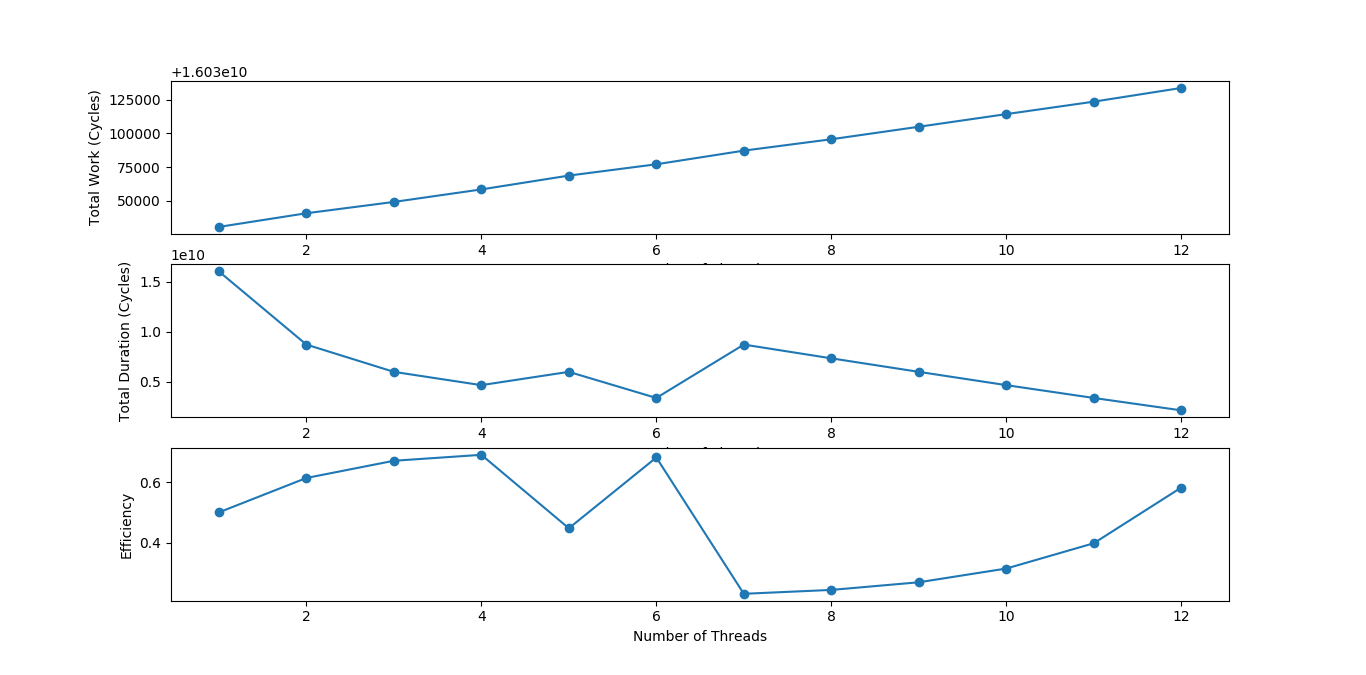 +1.603e10
Total Work (Cycles)
125000
100000
75000
50000
2 4 6 8 10 12
1e10
Total Duration (Cycles)
1.5
1.0
0.5
2 4 6 8 10 12
Efficiency
0.6
0.4
2 4 6 8 10 12
Number of Threads